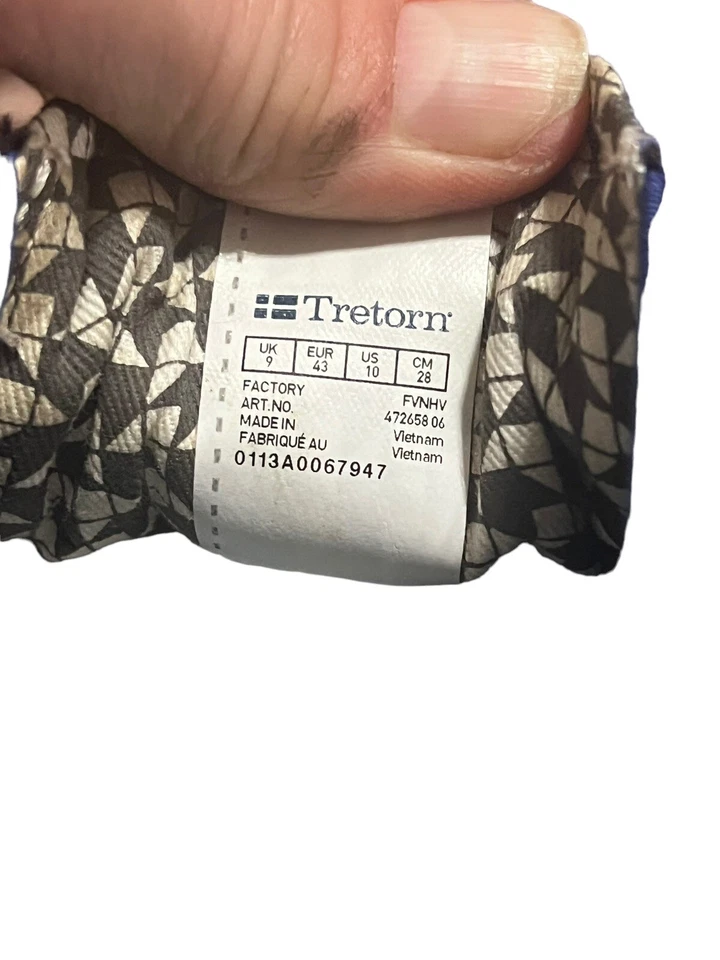 Tretorn
UK EUR US CM
9 43 10 28
FACTORY FVNHV
ART.NO. 472658 06
MADE IN Vietnam
FABRIQUÉ AU Vietnam
0113A0067947